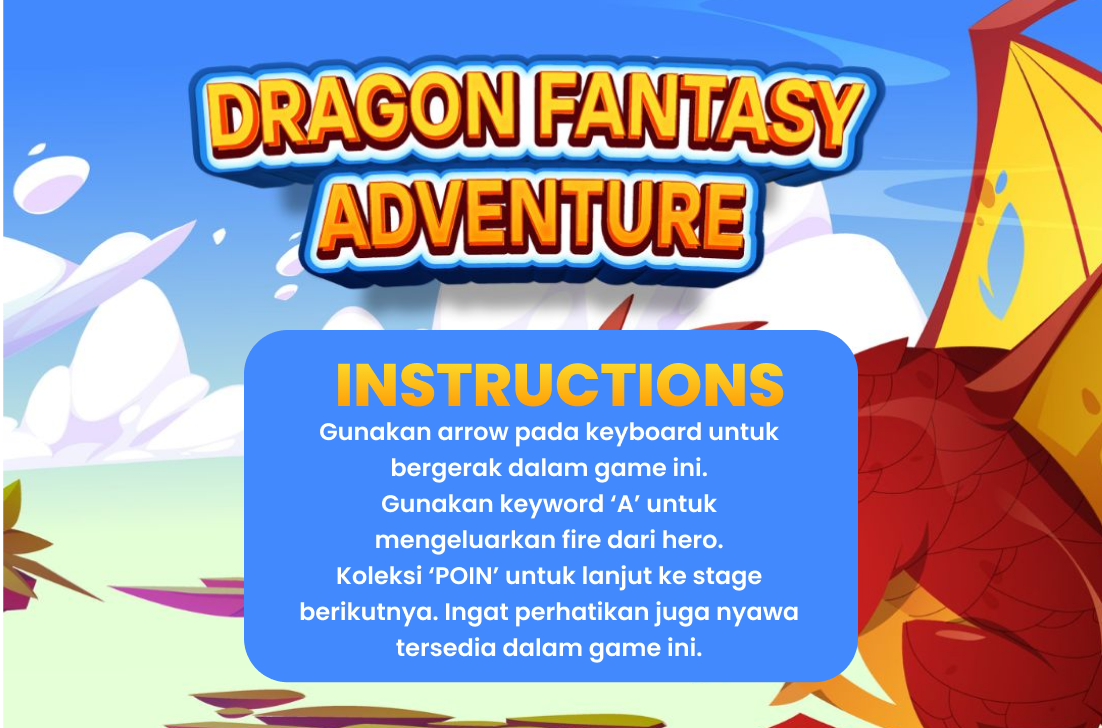 DRAGON FANTASY
ADVENTURE
INSTRUCTIONS
Gunakan arrow pada keyboard untuk
bergerak dalam game ini.
Gunakan keyword ‘A’ untuk
mengeluarkan fire dari hero.
Koleksi ‘POIN’ untuk lanjut ke stage
berikutnya. Ingat perhatikan juga nyawa
tersedia dalam game ini.